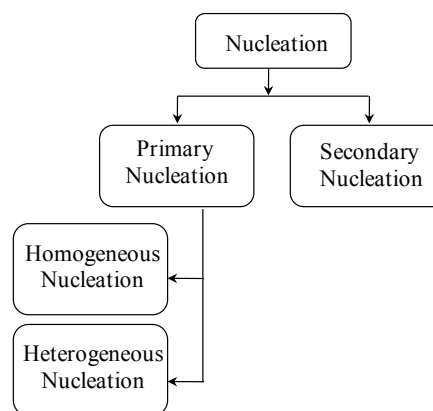 Nucleation
Primary
Nucleation
Secondary
Nucleation
Homogeneous
Nucleation
Heterogeneous
Nucleation